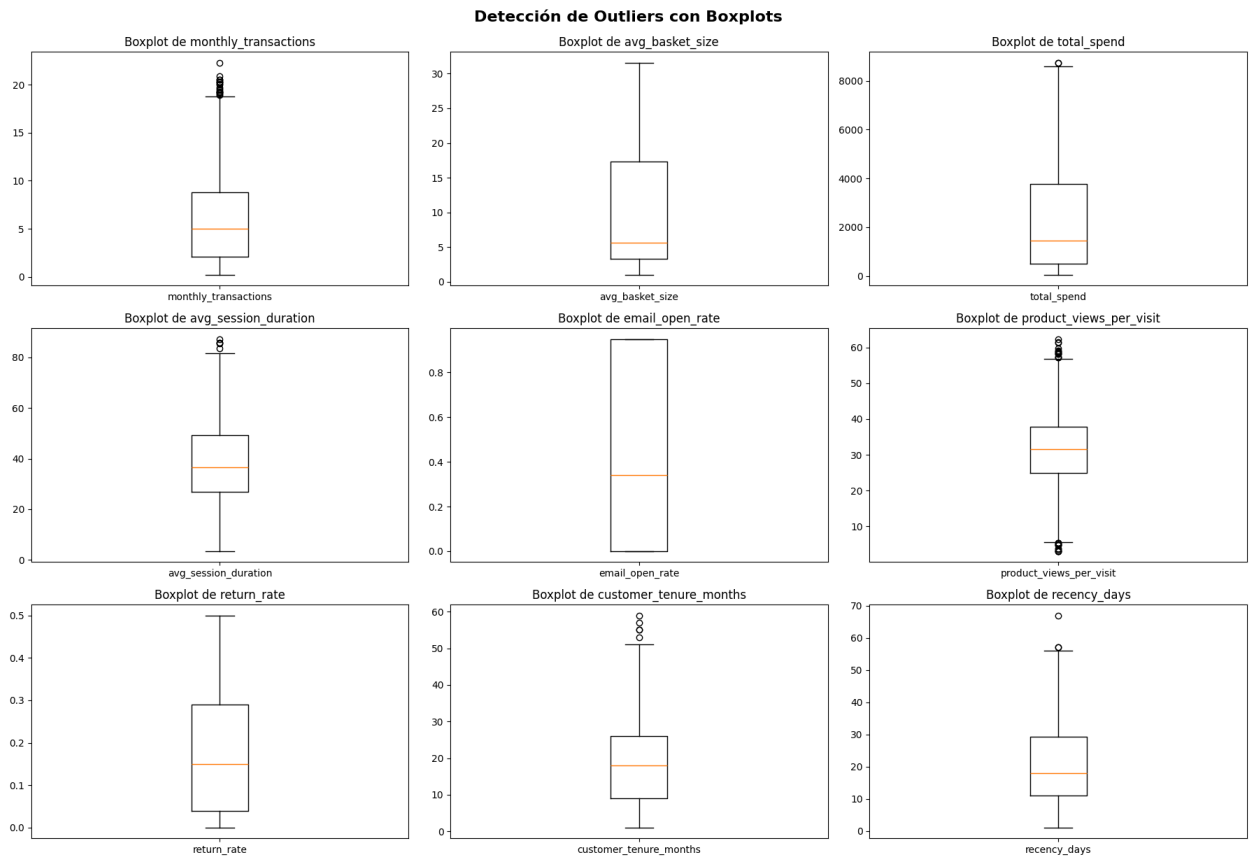 Detección de Outliers con Boxplots
Boxplot de monthly_transactions
20
15
10
5
0
monthly_transactions
Boxplot de avg_basket_size
30
25
20
15
10
5
0
avg_basket_size
Boxplot de total_spend
8000
6000
4000
2000
0
total_spend
Boxplot de avg_session_duration
80
60
40
20
0
avg_session_duration
Boxplot de email_open_rate
0.8
0.6
0.4
0.2
0.0
email_open_rate
Boxplot de product_views_per_visit
60
50
40
30
20
10
product_views_per_visit
Boxplot de return_rate
0.5
0.4
0.3
0.2
0.1
0.0
return_rate
Boxplot de customer_tenure_months
60
50
40
30
20
10
0
customer_tenure_months
Boxplot de recency_days
70
60
50
40
30
20
10
0
recency_days